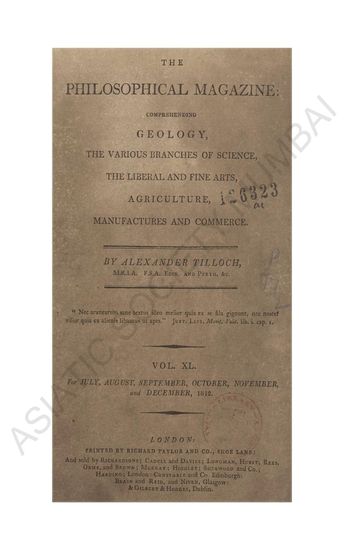 THE
PHILOSOPHICAL MAGAZINE:
COMPREHENDING
GEOLOGY,
THE VARIOUS BRANCHES OF SCIENCE,
THE LIBERAL AND FINE ARTS,
AGRICULTURE,
126323
MANUFACTURES AND COMMERCE.
BY ALEXANDER TILLOCH,
M.R.I.A. F.S.A. EDIN. AND PERTH, &c.
"Nec aranearum sane textus ideo melior quia ex se fila gignunt, nec noster
vilior quia ex alienis libamus ut apes." JUST. LIPS. Monit. Polit. lib. i. cap. 1.
VOL. XL.
For JULY, AUGUST, SEPTEMBER, OCTOBER, NOVEMBER,
and DECEMBER, 1812.
LONDON:
PRINTED BY RICHARD TAYLOR AND CO., SHOE LANE:
And sold by RICHARDSONS; CADELL and DAVIES; LONGMAN, HURST, REES,
ORME, and BROWN; MURRAY; HIGHLEY; SHERWOOD and Co.;
HARDING; London: CONSTABLE and Co. Edinburgh:
BRASH and REID, and NIVEN, Glasgow:
& GILBERT & HODGES, Dublin.
ASIATIC SOCIETY OF MUMBAI